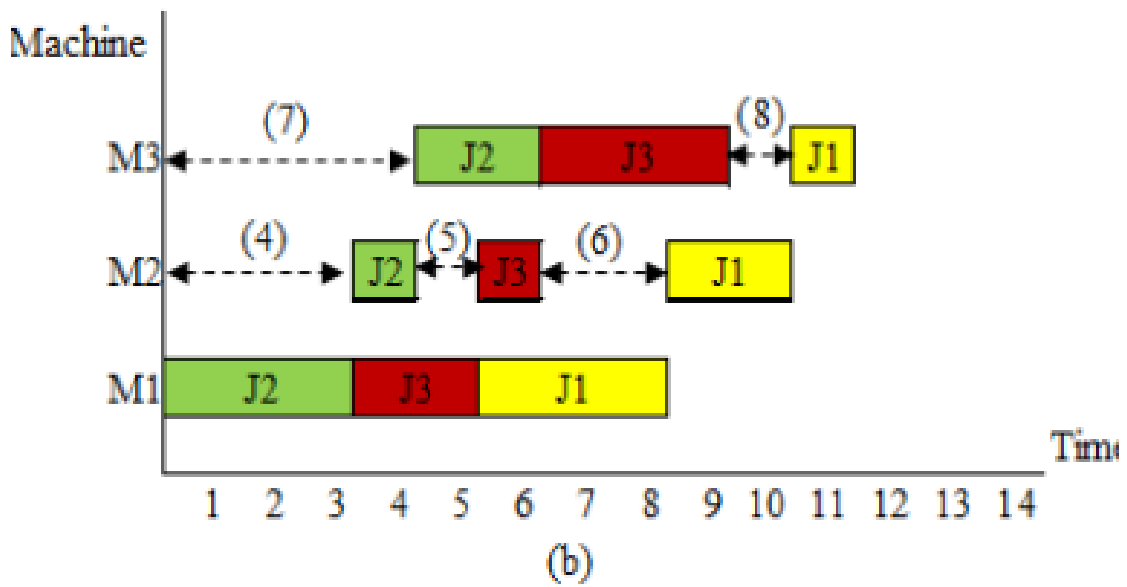 Machine
(7) (8)
M3 J2 J3 J1
(4) (5) (6)
M2 J2 J3 J1
M1 J2 J3 J1
Time
1 2 3 4 5 6 7 8 9 10 11 12 13 14
(b)